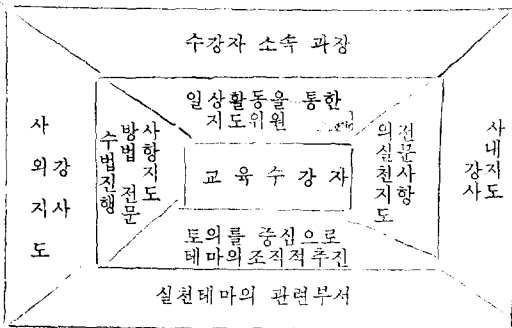 수강자 소속 과장
일상활동을 통한
지도위원
사외지도
강사
수법진행
방법 전문
사항지도
교육수강자
전문사항
의실천지도
사내지도
강사
토의를 중심으로
테마의조직적추진
실천테마의 관련부서